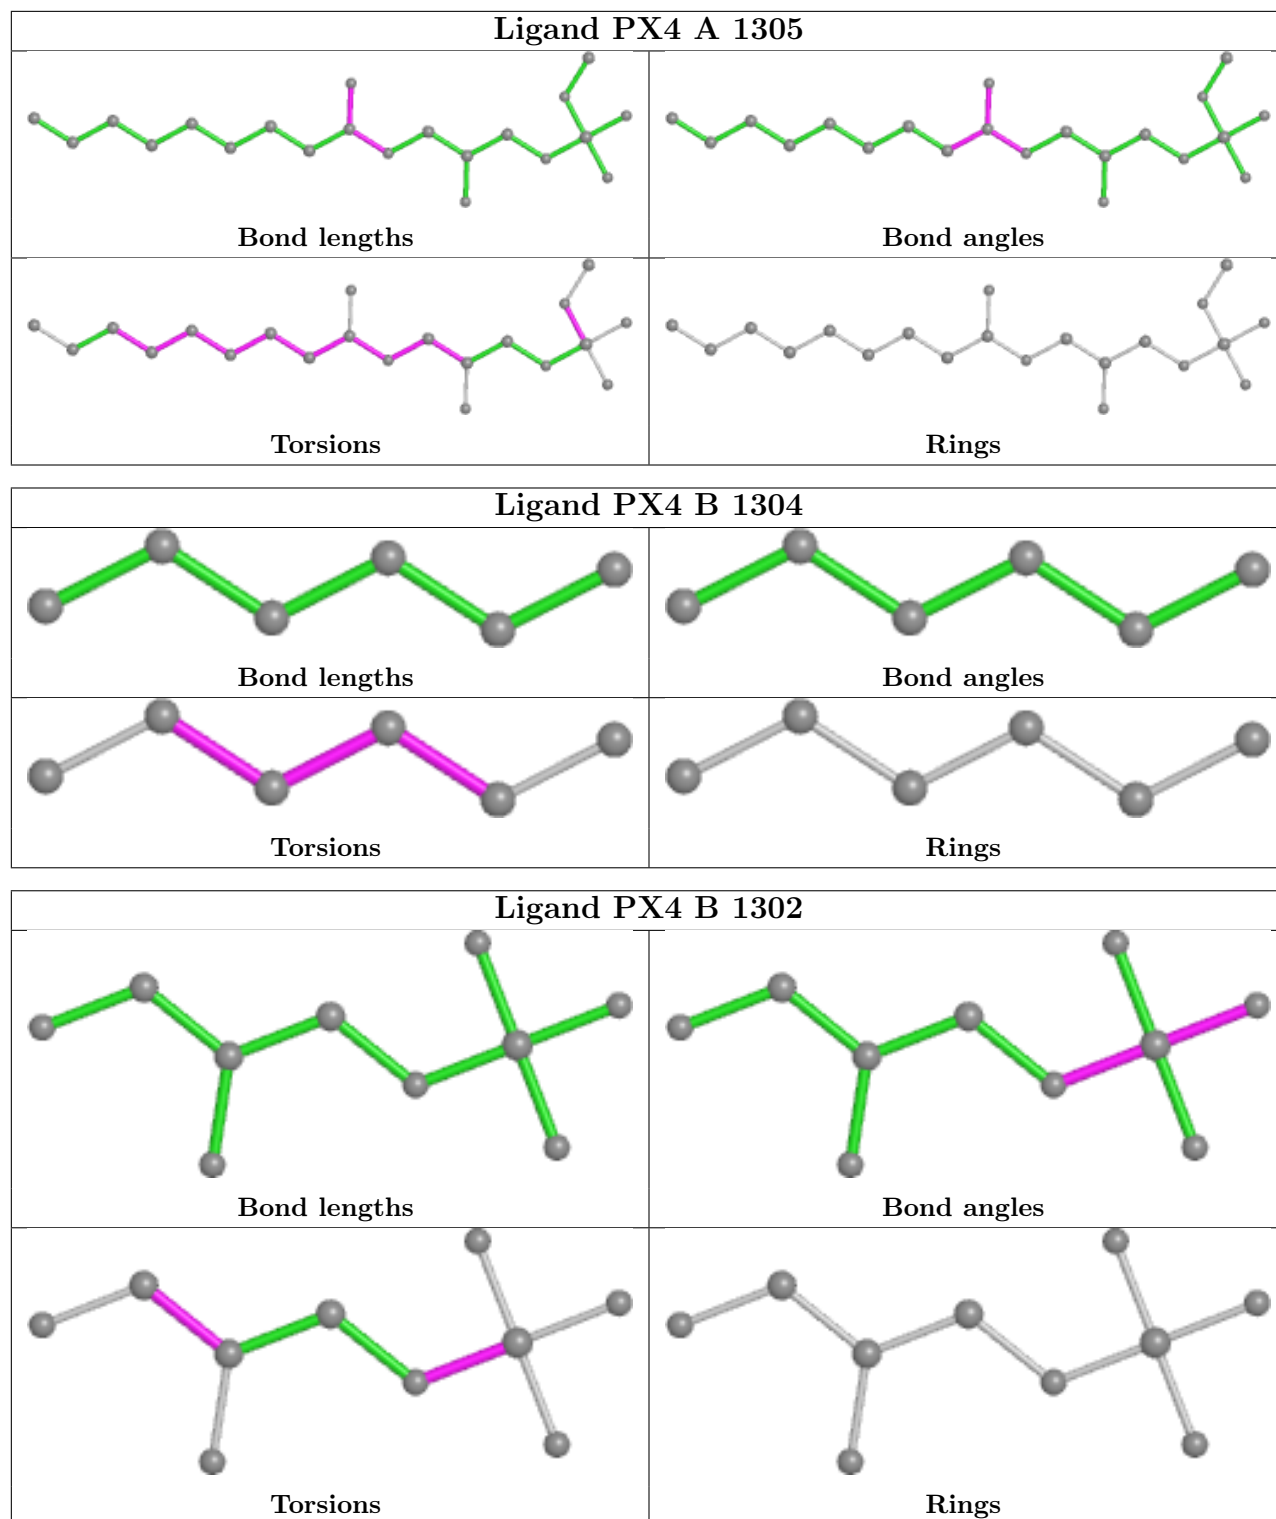 Ligand PX4 A 1305
Bond lengths
Bond angles
Torsions
Rings
Ligand PX4 B 1304
Bond lengths
Bond angles
Torsions
Rings
Ligand PX4 B 1302
Bond lengths
Bond angles
Torsions
Rings